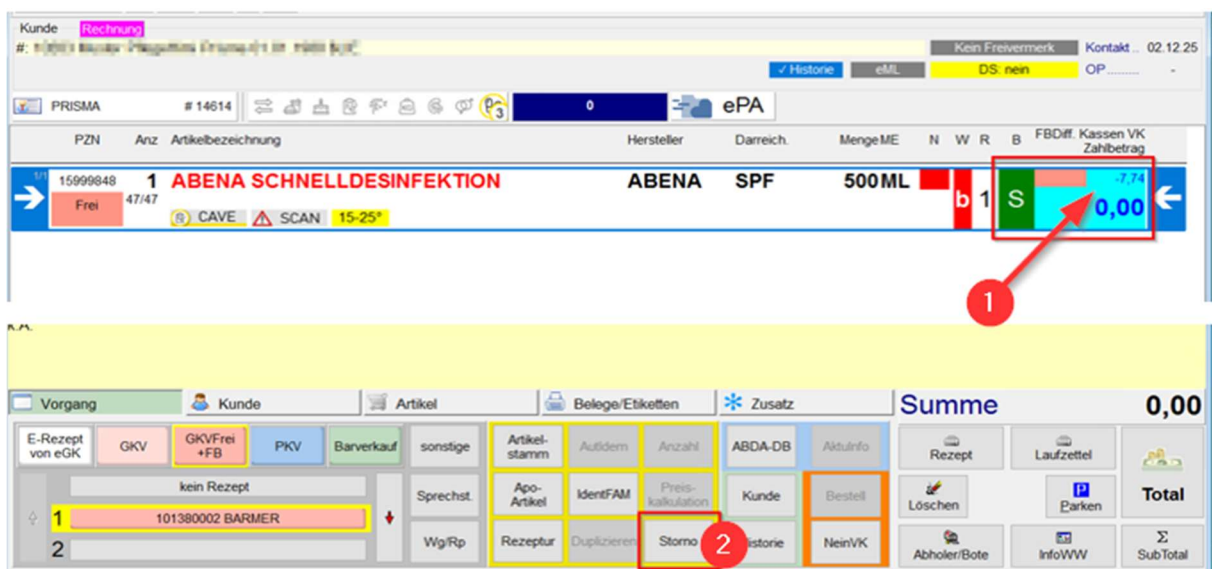 Kunde Rechnung
#:
Kein Freivermerk Kontakt .. 02.12.25
✓ Historie eML DS: nein OP......... -
PRISMA # 14614 0 ePA
PZN Anz Artikelbezeichnung Hersteller Darreich. Menge ME N W R B FBDiff. Kassen VK
Zahlbetrag
1/1 15999848 1 ABENA SCHNELLDESINFEKTION ABENA SPF 500 ML b 1 S -7,74
Frei 47/47 0,00
CAVE SCAN 15-25°
1
Vorgang Kunde Artikel Belege/Etiketten Zusatz Summe 0,00
E-Rezept von eGK GKV GKVFrei +FB PKV Barverkauf sonstige Artikel-stamm AutIdem Anzahl ABDA-DB AktuInfo Rezept Laufzettel
kein Rezept Sprechst. Apo-Artikel IdentFAM Preis-kalkulation Kunde Bestell Löschen Parken Total
1 101380002 BARMER
2 Wg/Rp Rezeptur Duplizieren Storno 2 istorie NeinVK Abholer/Bote InfoWW Σ SubTotal